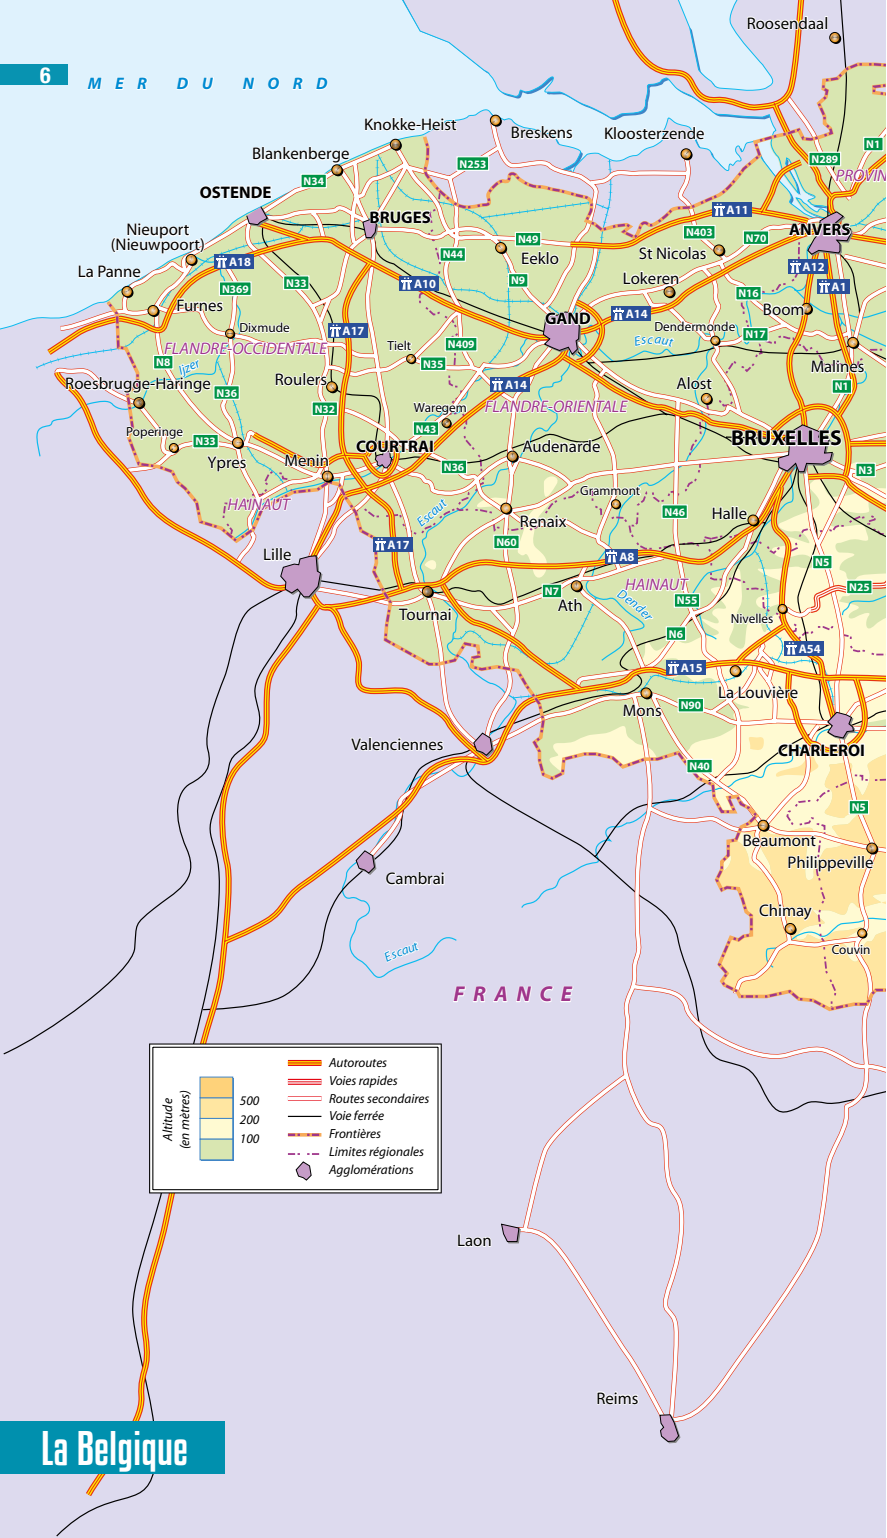 Roosendaal
6
MER DU NORD
Knokke-Heist
Breskens
Kloosterzende
Blankenberge
N253
N289
N1
PROVIN
N34
OSTENDE
BRUGES
A11
ANVERS
Nieuport
(Nieuwpoort)
N49
N403
N70
A18
N44
Eeklo
St Nicolas
A12
La Panne
N369
N33
A10
N9
Lokeren
A1
N16
Furnes
GAND
A14
Boom
Dixmude
A17
Dendermonde
N17
FLANDRE-OCCIDENTALE
Tielt
N409
Escaut
N8
Ijzer
N35
Malines
Roesbrugge-Haringe
Roulers
A14
Alost
N1
N36
N32
Waregem
FLANDRE-ORIENTALE
Poperinge
N33
N43
BRUXELLES
COURTRAI
Audenarde
Ypres
Menin
N36
N3
HAINAUT
Grammont
Escaut
Renaix
N46
Halle
Lille
A17
N60
A8
N5
N7
HAINAUT
N25
Ath
Dender
N55
Tournai
Nivelles
N6
A54
A15
La Louvière
Mons
N90
Valenciennes
CHARLEROI
N40
N5
Beaumont
Philippeville
Cambrai
Chimay
Escaut
Couvin
FRANCE
Altitude
(en mètres)
500
200
100
Autoroutes
Voies rapides
Routes secondaires
Voie ferrée
Frontières
Limites régionales
Agglomérations
Laon
Reims
La Belgique